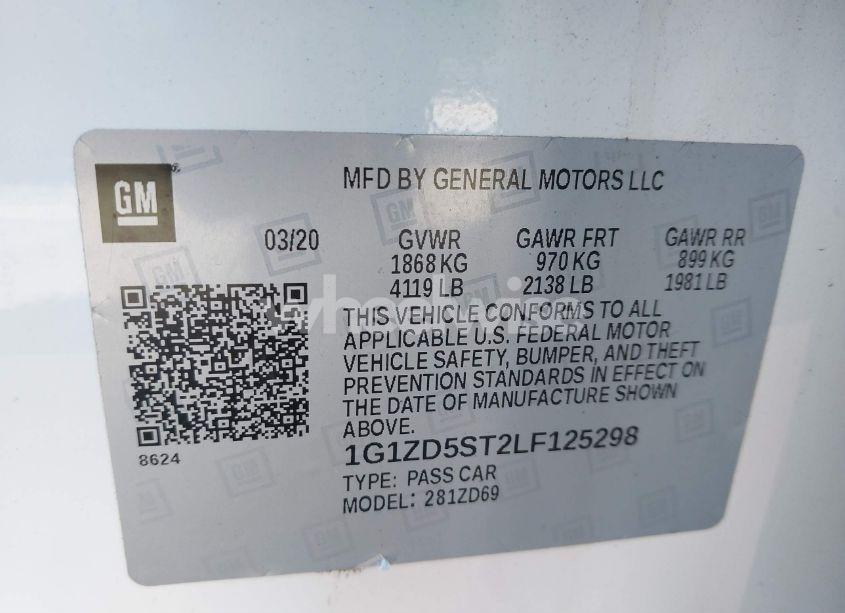 GM
MFD BY GENERAL MOTORS LLC
03/20 GVWR GAWR FRT GAWR RR
1868 KG 970 KG 899 KG
4119 LB 2138 LB 1981 LB
THIS VEHICLE CONFORMS TO ALL
APPLICABLE U.S. FEDERAL MOTOR
VEHICLE SAFETY, BUMPER, AND THEFT
PREVENTION STANDARDS IN EFFECT ON
THE DATE OF MANUFACTURE SHOWN
ABOVE.
8624
1G1ZD5ST2LF125298
TYPE: PASS CAR
MODEL: 281ZD69